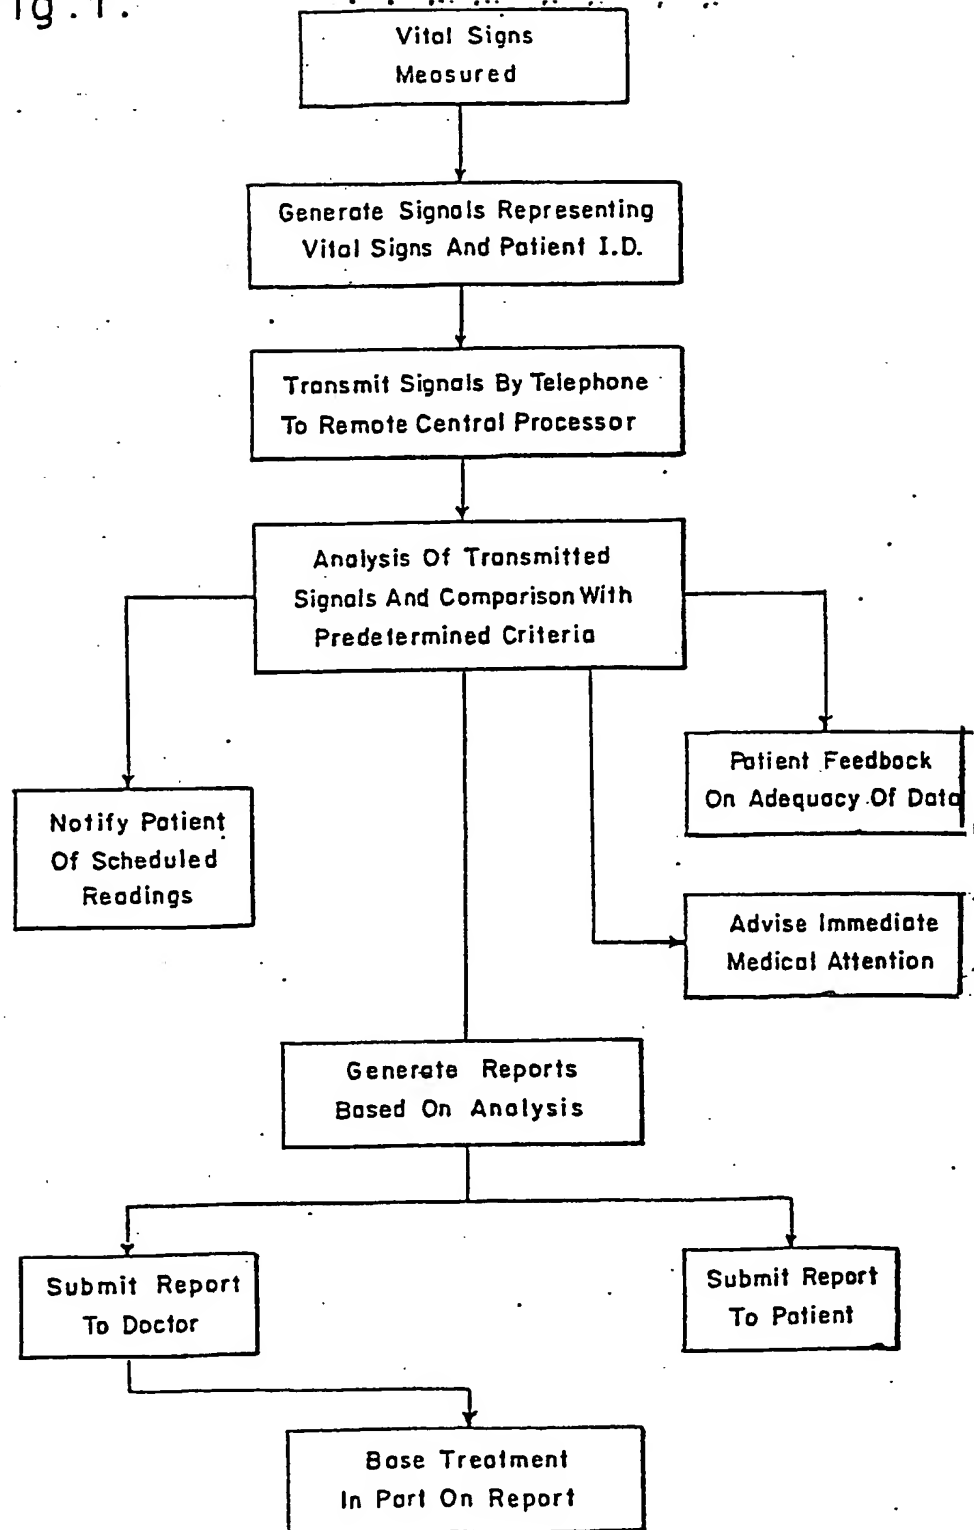 ig.1.
Vital Signs
Measured
Generate Signals Representing
Vital Signs And Patient I.D.
Transmit Signals By Telephone
To Remote Central Processor
Analysis Of Transmitted
Signals And Comparison With
Predetermined Criteria
Patient Feedback
On Adequacy Of Data
Notify Patient
Of Scheduled
Readings
Advise Immediate
Medical Attention
Generate Reports
Based On Analysis
Submit Report
To Doctor
Submit Report
To Patient
Base Treatment
In Part On Report